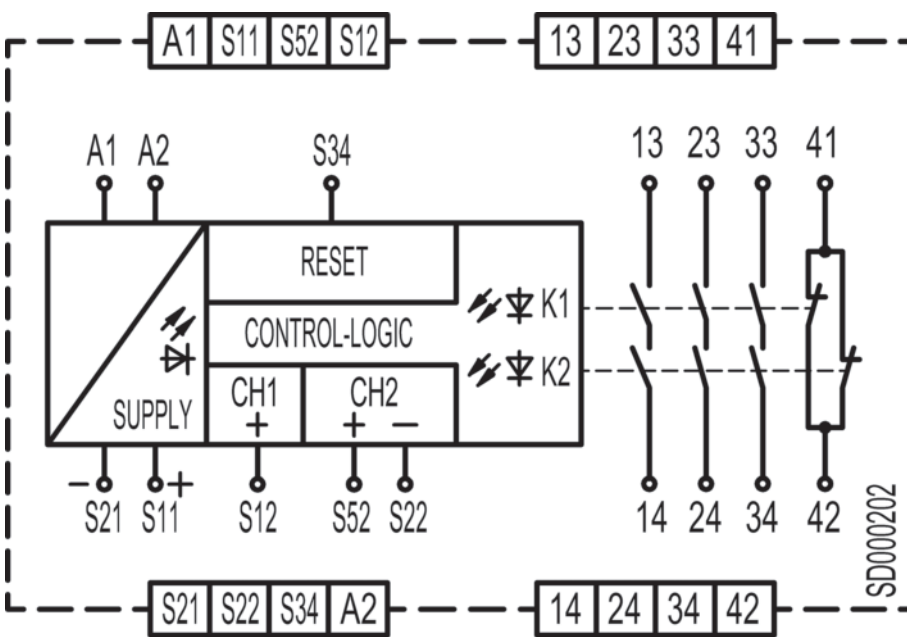 A1 S11 S52 S12 13 23 33 41
A1 A2 S34 13 23 33 41
RESET
K1
CONTROL-LOGIC
K2
CH1 CH2
SUPPLY + + −
− S21 S11 + S12 S52 S22 14 24 34 42
SD000202
S21 S22 S34 A2 14 24 34 42